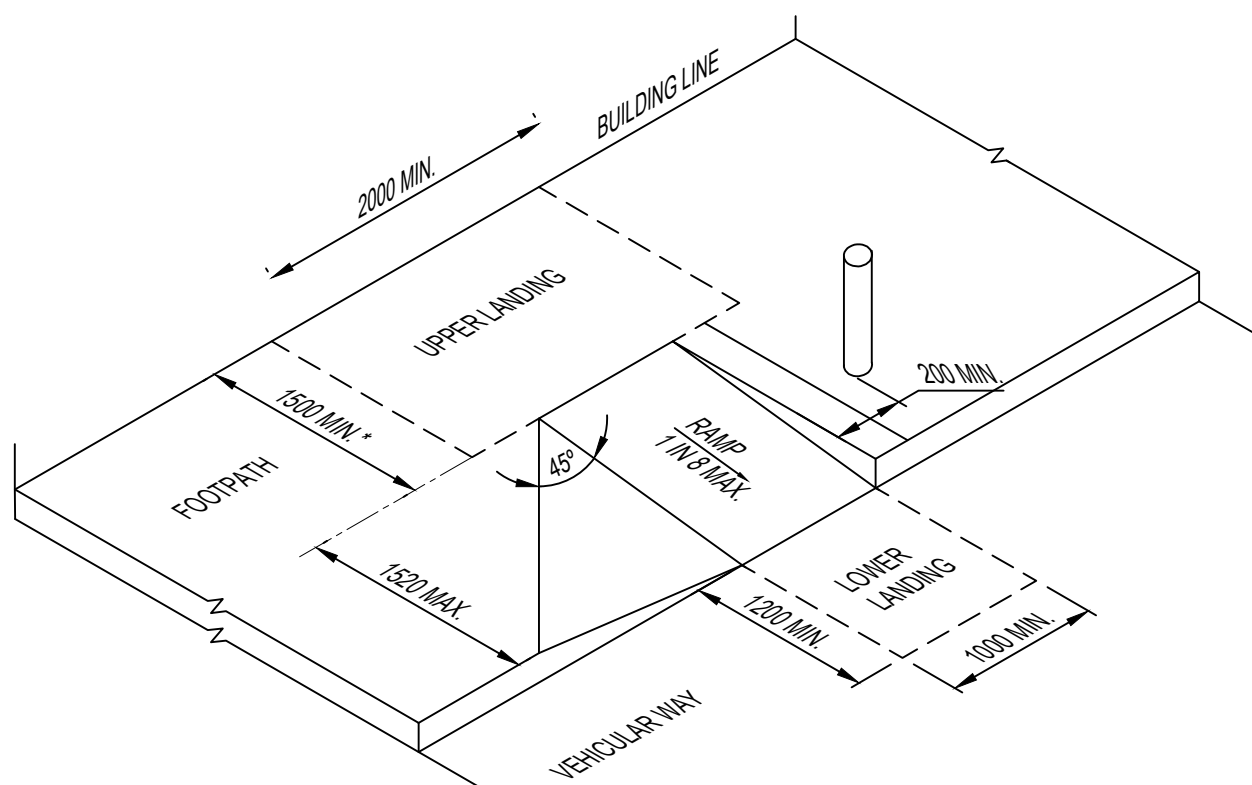 BUILDING LINE
2000 MIN.
UPPER LANDING
200 MIN.
1500 MIN. *
RAMP
1 IN 8 MAX.
45º
FOOTPATH
1520 MAX.
LOWER
LANDING
1200 MIN.
1000 MIN.
VEHICULAR WAY